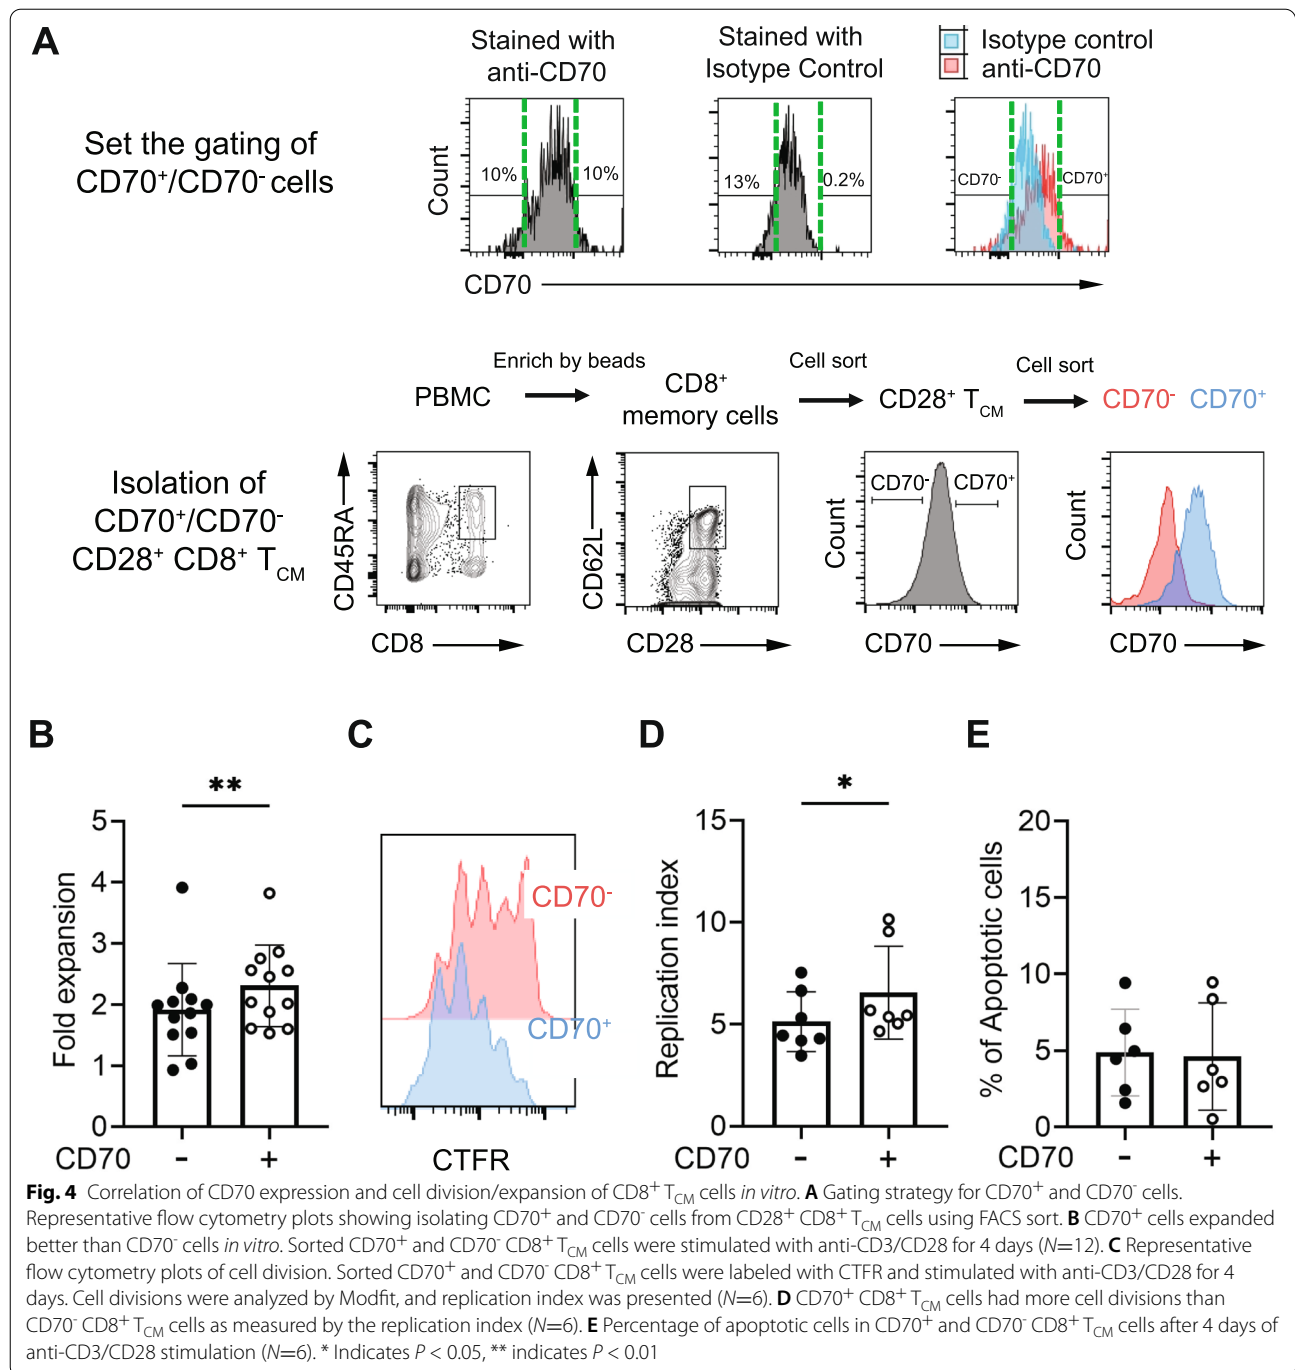 A
Stained with
anti-CD70
Stained with
Isotype Control
Isotype control
anti-CD70
Set the gating of
CD70⁺/CD70⁻ cells
Count
10%
10%
13%
0.2%
CD70⁻
CD70⁺
CD70
Enrich by beads
Cell sort
Cell sort
PBMC
CD8⁺
memory cells
CD28⁺ T_CM
CD70⁻ CD70⁺
Isolation of
CD70⁺/CD70⁻
CD28⁺ CD8⁺ T_CM
CD45RA
CD8
CD62L
CD28
Count
CD70⁻
CD70⁺
CD70
Count
CD70
B
**
Fold expansion
5
4
3
2
1
0
CD70 - +
C
CD70⁻
CD70⁺
CTFR
D
*
Replication index
15
10
5
0
CD70 - +
E
% of Apoptotic cells
20
15
10
5
0
CD70 - +
Fig. 4 Correlation of CD70 expression and cell division/expansion of CD8⁺ T_CM cells in vitro. A Gating strategy for CD70⁺ and CD70⁻ cells.
Representative flow cytometry plots showing isolating CD70⁺ and CD70⁻ cells from CD28⁺ CD8⁺ T_CM cells using FACS sort. B CD70⁺ cells expanded
better than CD70⁻ cells in vitro. Sorted CD70⁺ and CD70⁻ CD8⁺ T_CM cells were stimulated with anti-CD3/CD28 for 4 days (N=12). C Representative
flow cytometry plots of cell division. Sorted CD70⁺ and CD70⁻ CD8⁺ T_CM cells were labeled with CTFR and stimulated with anti-CD3/CD28 for 4
days. Cell divisions were analyzed by Modfit, and replication index was presented (N=6). D CD70⁺ CD8⁺ T_CM cells had more cell divisions than
CD70⁻ CD8⁺ T_CM cells as measured by the replication index (N=6). E Percentage of apoptotic cells in CD70⁺ and CD70⁻ CD8⁺ T_CM cells after 4 days of
anti-CD3/CD28 stimulation (N=6). * Indicates P < 0.05, ** indicates P < 0.01